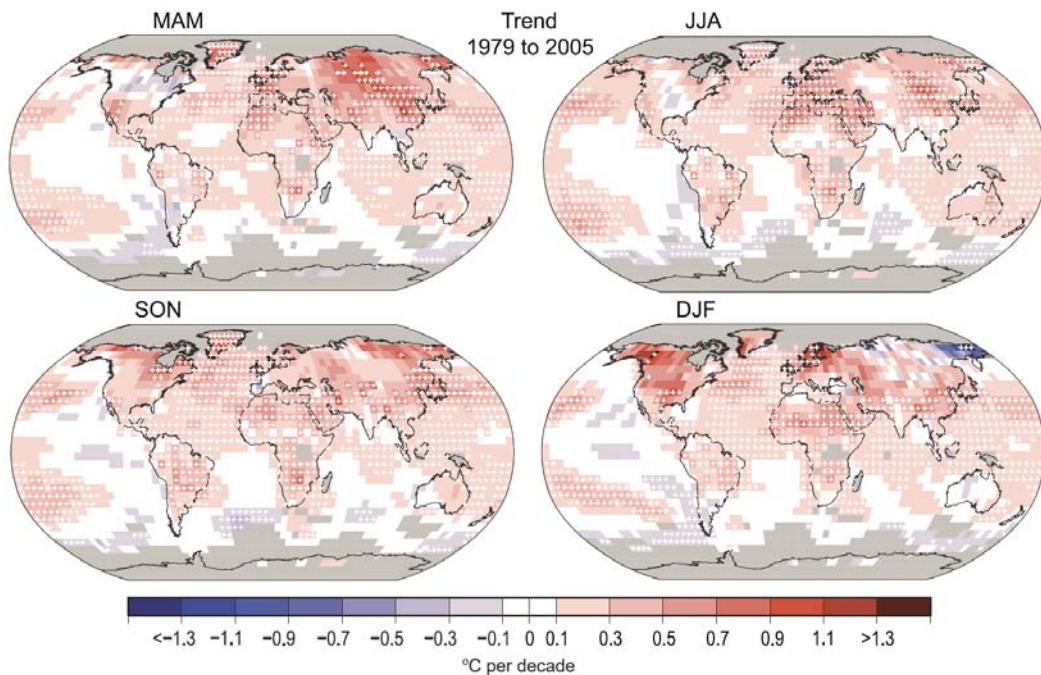 MAM
Trend
1979 to 2005
JJA
SON
DJF
<−1.3 −1.1 −0.9 −0.7 −0.5 −0.3 −0.1 0 0.1 0.3 0.5 0.7 0.9 1.1 >1.3
ºC per decade